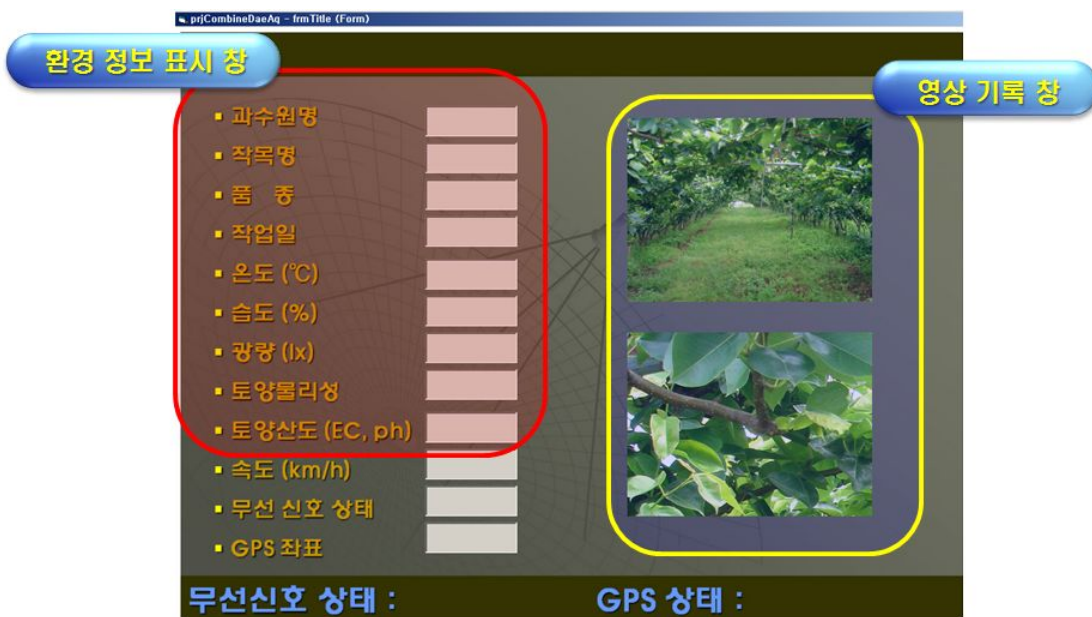 prjCombineDaeAq - frmTitle (Form)
환경 정보 표시 창
영상 기록 창
▪ 과수원명
▪ 작목명
▪ 품 종
▪ 작업일
▪ 온도 (℃)
▪ 습도 (%)
▪ 광량 (lx)
▪ 토양물리성
▪ 토양산도 (EC, ph)
▪ 속도 (km/h)
▪ 무선 신호 상태
▪ GPS 좌표
무선신호 상태 :
GPS 상태 :